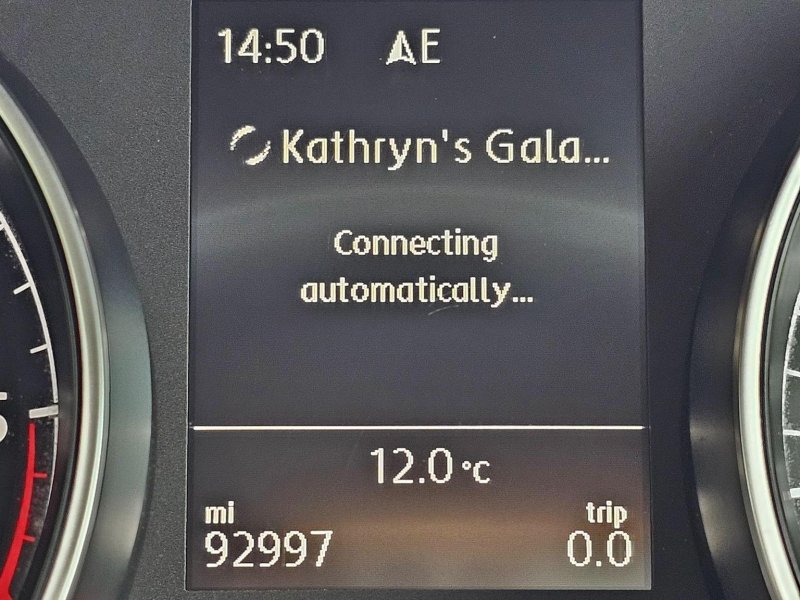 14:50 E
Kathryn's Gala...
Connecting
automatically...
12.0 °C
mi trip
92997 0.0